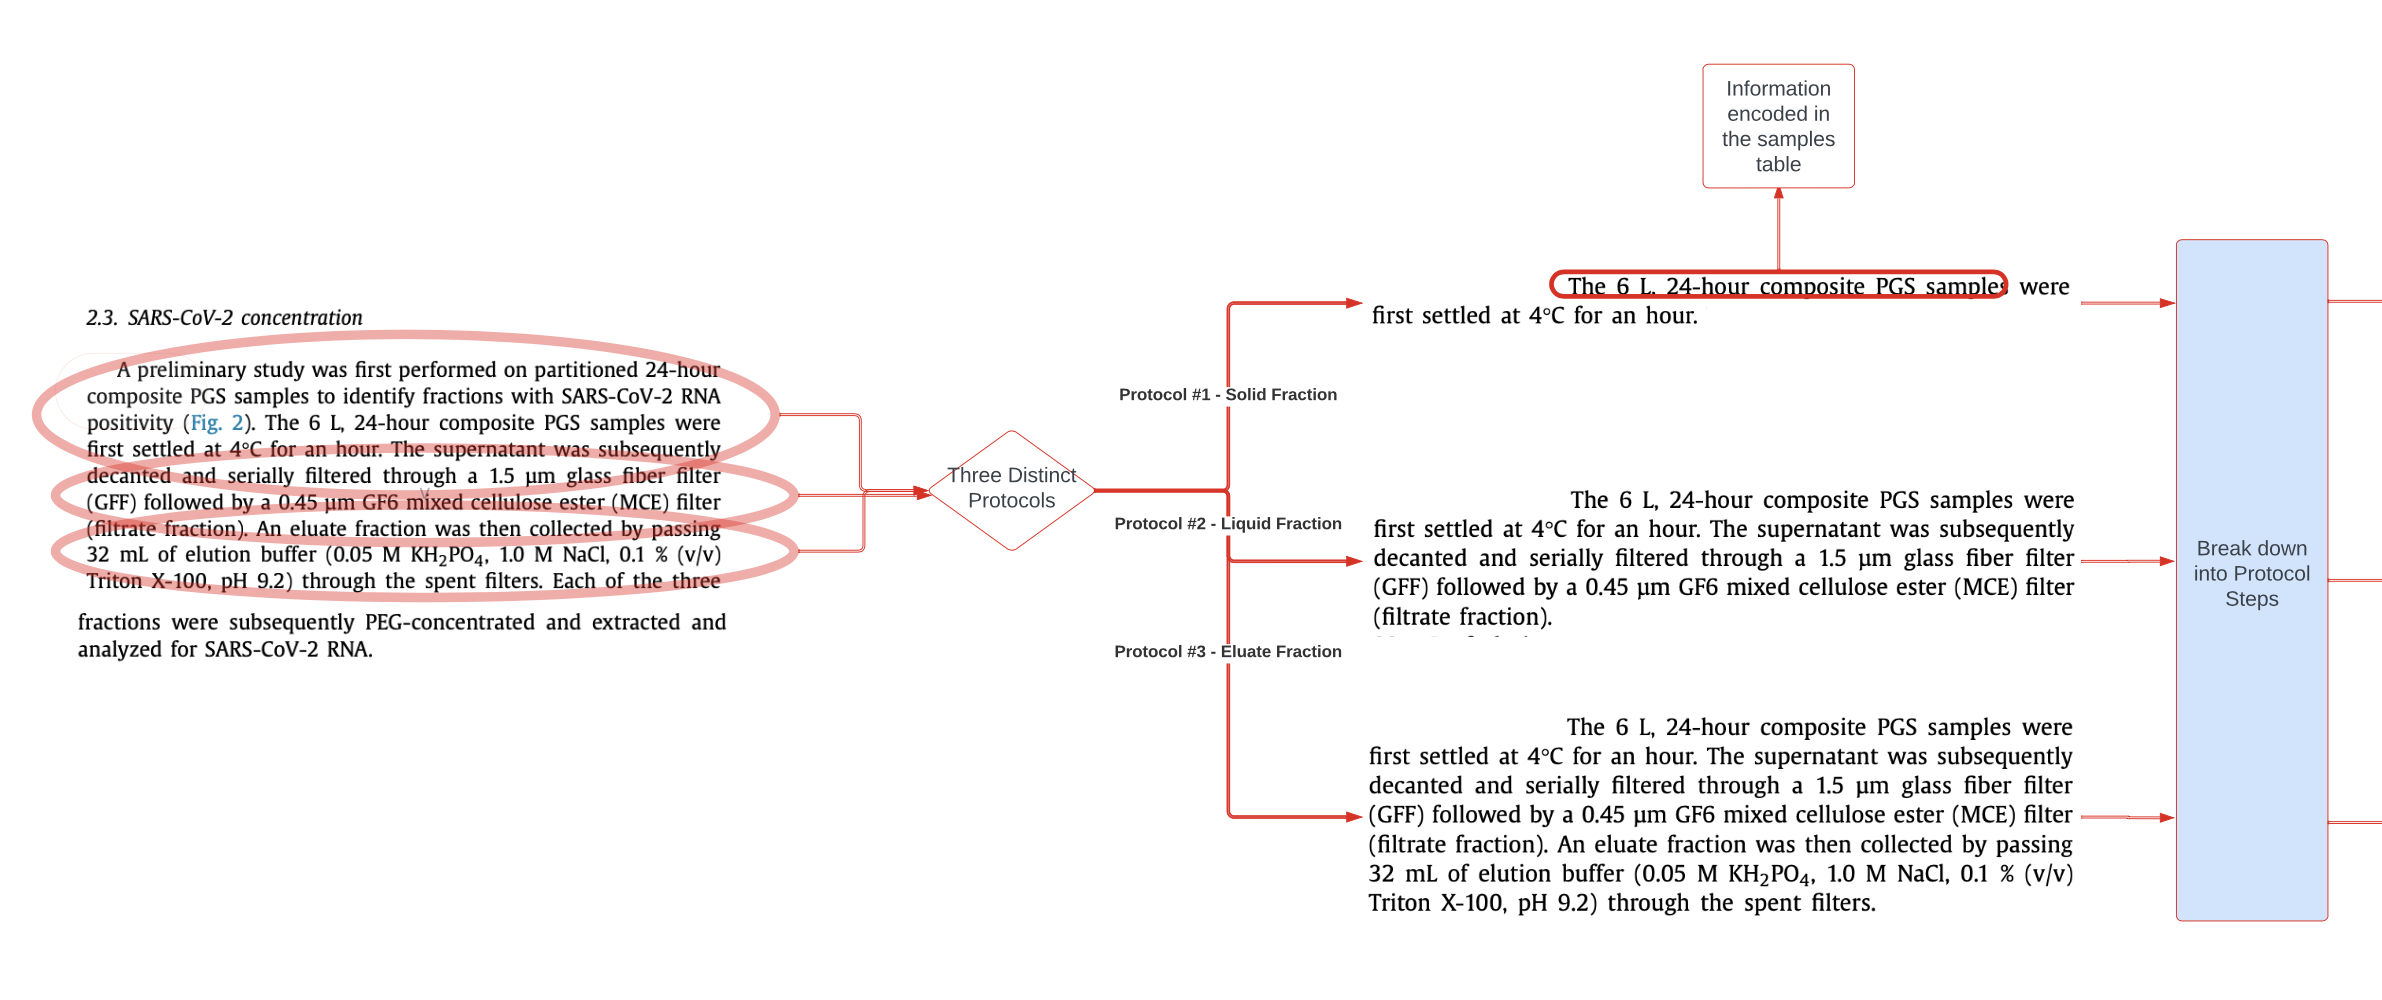 2.3. SARS-CoV-2 concentration
A preliminary study was first performed on partitioned 24-hour
composite PGS samples to identify fractions with SARS-CoV-2 RNA
positivity (Fig. 2). The 6 L, 24-hour composite PGS samples were
first settled at 4°C for an hour. The supernatant was subsequently
decanted and serially filtered through a 1.5 μm glass fiber filter
(GFF) followed by a 0.45 μm GF6 mixed cellulose ester (MCE) filter
(filtrate fraction). An eluate fraction was then collected by passing
32 mL of elution buffer (0.05 M KH₂PO₄, 1.0 M NaCl, 0.1 % (v/v)
Triton X-100, pH 9.2) through the spent filters. Each of the three
fractions were subsequently PEG-concentrated and extracted and
analyzed for SARS-CoV-2 RNA.
Three Distinct
Protocols
Protocol #1 - Solid Fraction
Protocol #2 - Liquid Fraction
Protocol #3 - Eluate Fraction
Information
encoded in
the samples
table
The 6 L, 24-hour composite PGS samples were
first settled at 4°C for an hour.
The 6 L, 24-hour composite PGS samples were
first settled at 4°C for an hour. The supernatant was subsequently
decanted and serially filtered through a 1.5 μm glass fiber filter
(GFF) followed by a 0.45 μm GF6 mixed cellulose ester (MCE) filter
(filtrate fraction).
The 6 L, 24-hour composite PGS samples were
first settled at 4°C for an hour. The supernatant was subsequently
decanted and serially filtered through a 1.5 μm glass fiber filter
(GFF) followed by a 0.45 μm GF6 mixed cellulose ester (MCE) filter
(filtrate fraction). An eluate fraction was then collected by passing
32 mL of elution buffer (0.05 M KH₂PO₄, 1.0 M NaCl, 0.1 % (v/v)
Triton X-100, pH 9.2) through the spent filters.
Break down
into Protocol
Steps